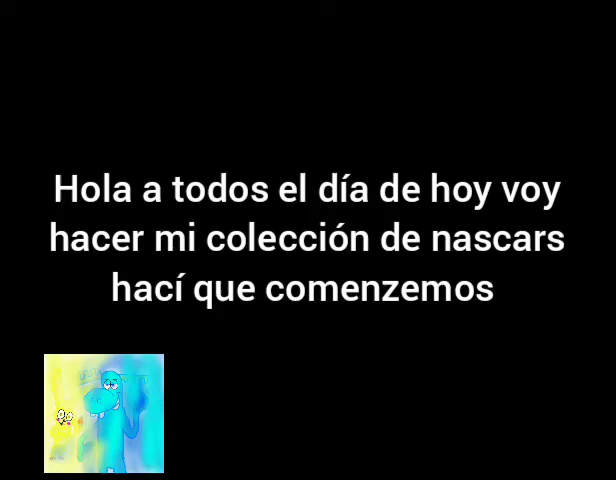 Hola a todos el día de hoy voy
hacer mi colección de nascars
hací que comenzemos